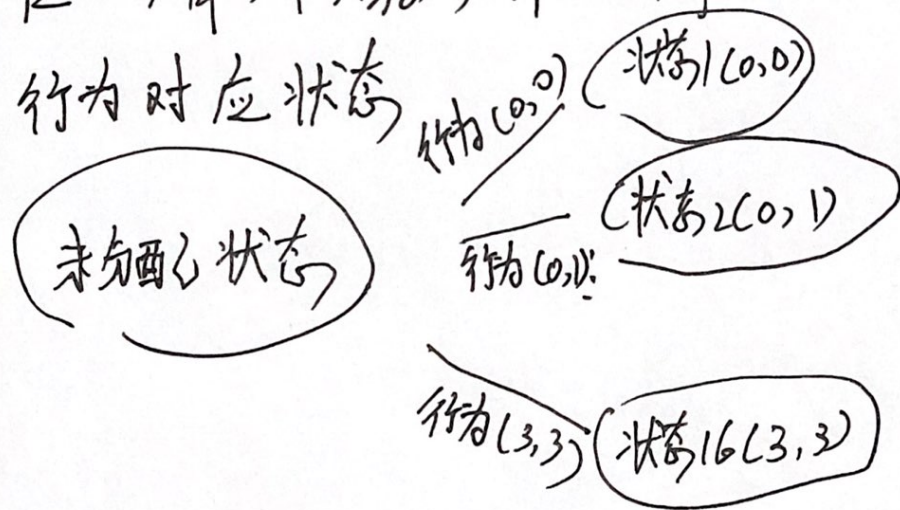 行为对应状态
行为(0,0)
状态1(0,0)
未分配状态
行为(0,1)
状态2(0,1)
行为(3,3)
状态16(3,3)